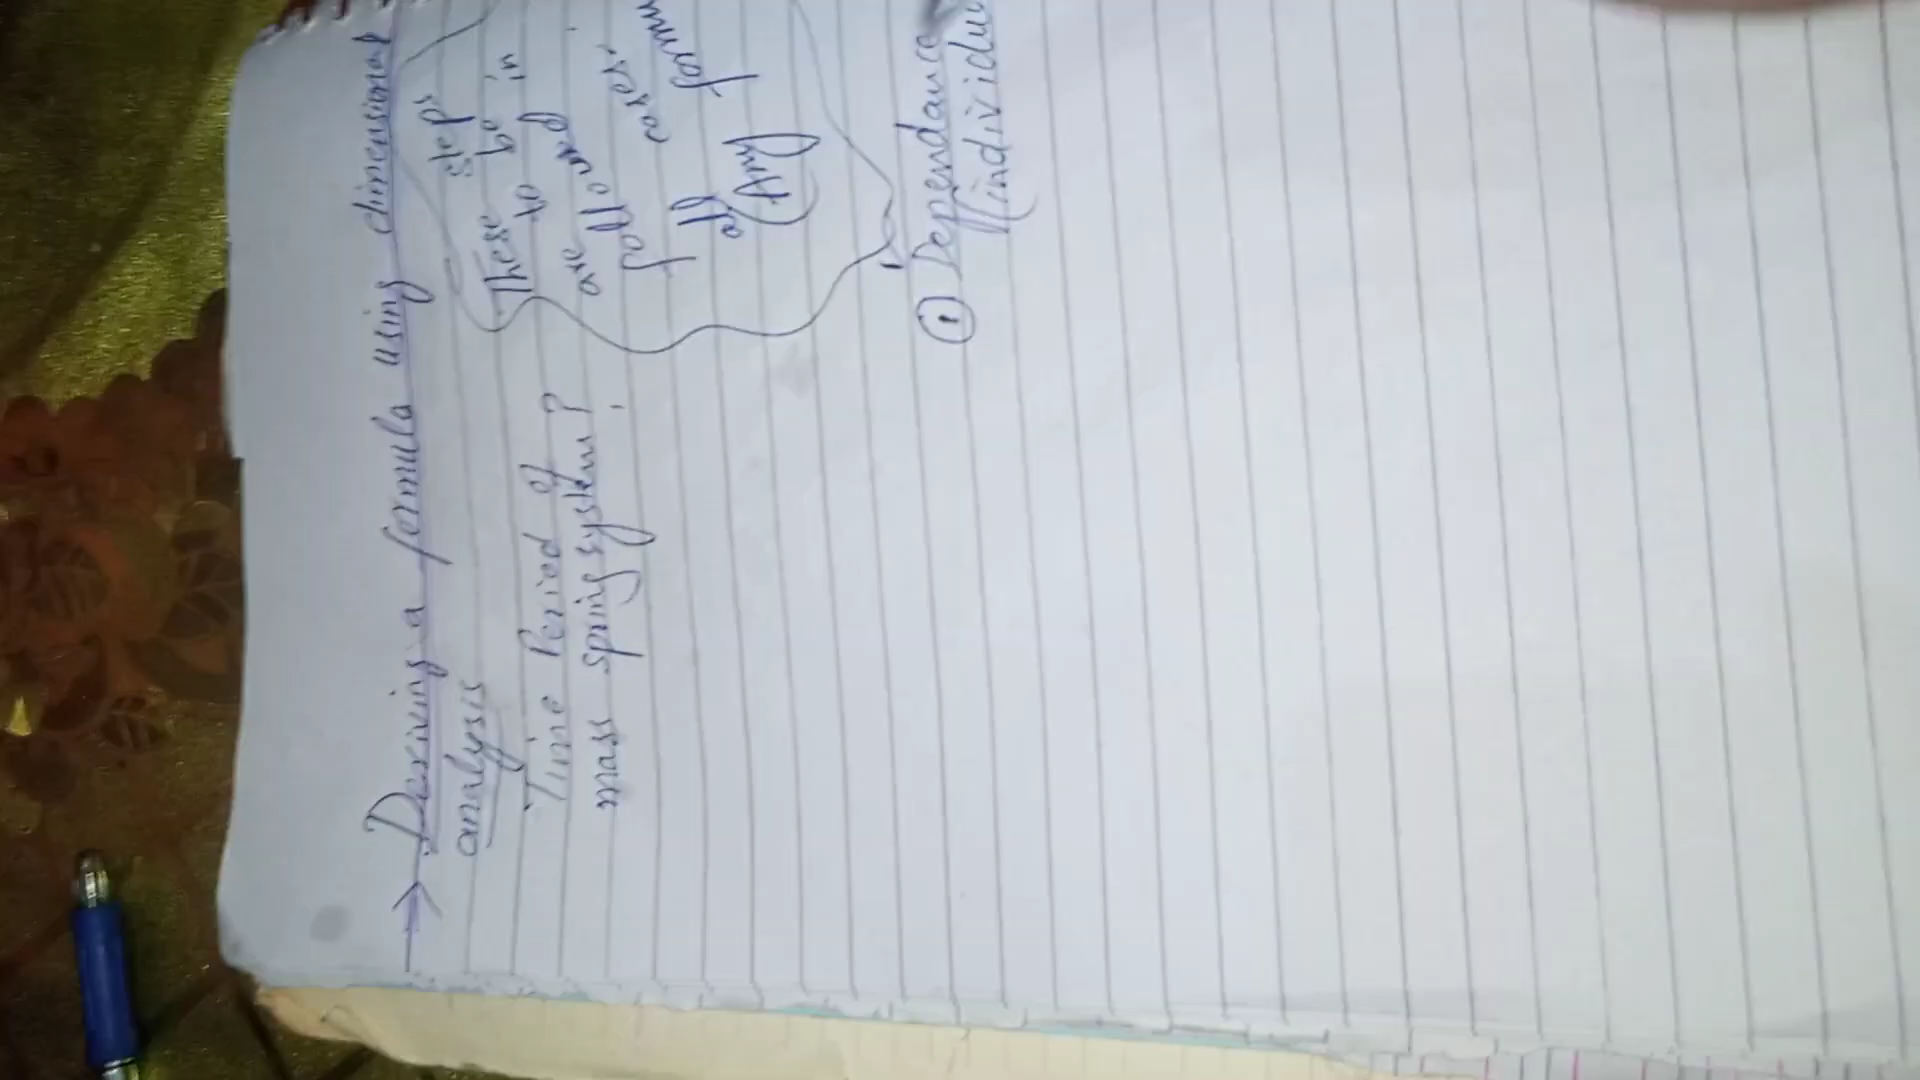 → Deriving a formula using dimensional
analysis
Time Period of
mass spring system?
These steps
to be in
are
followed
all cases.
(Any form
① Dependance
(individu